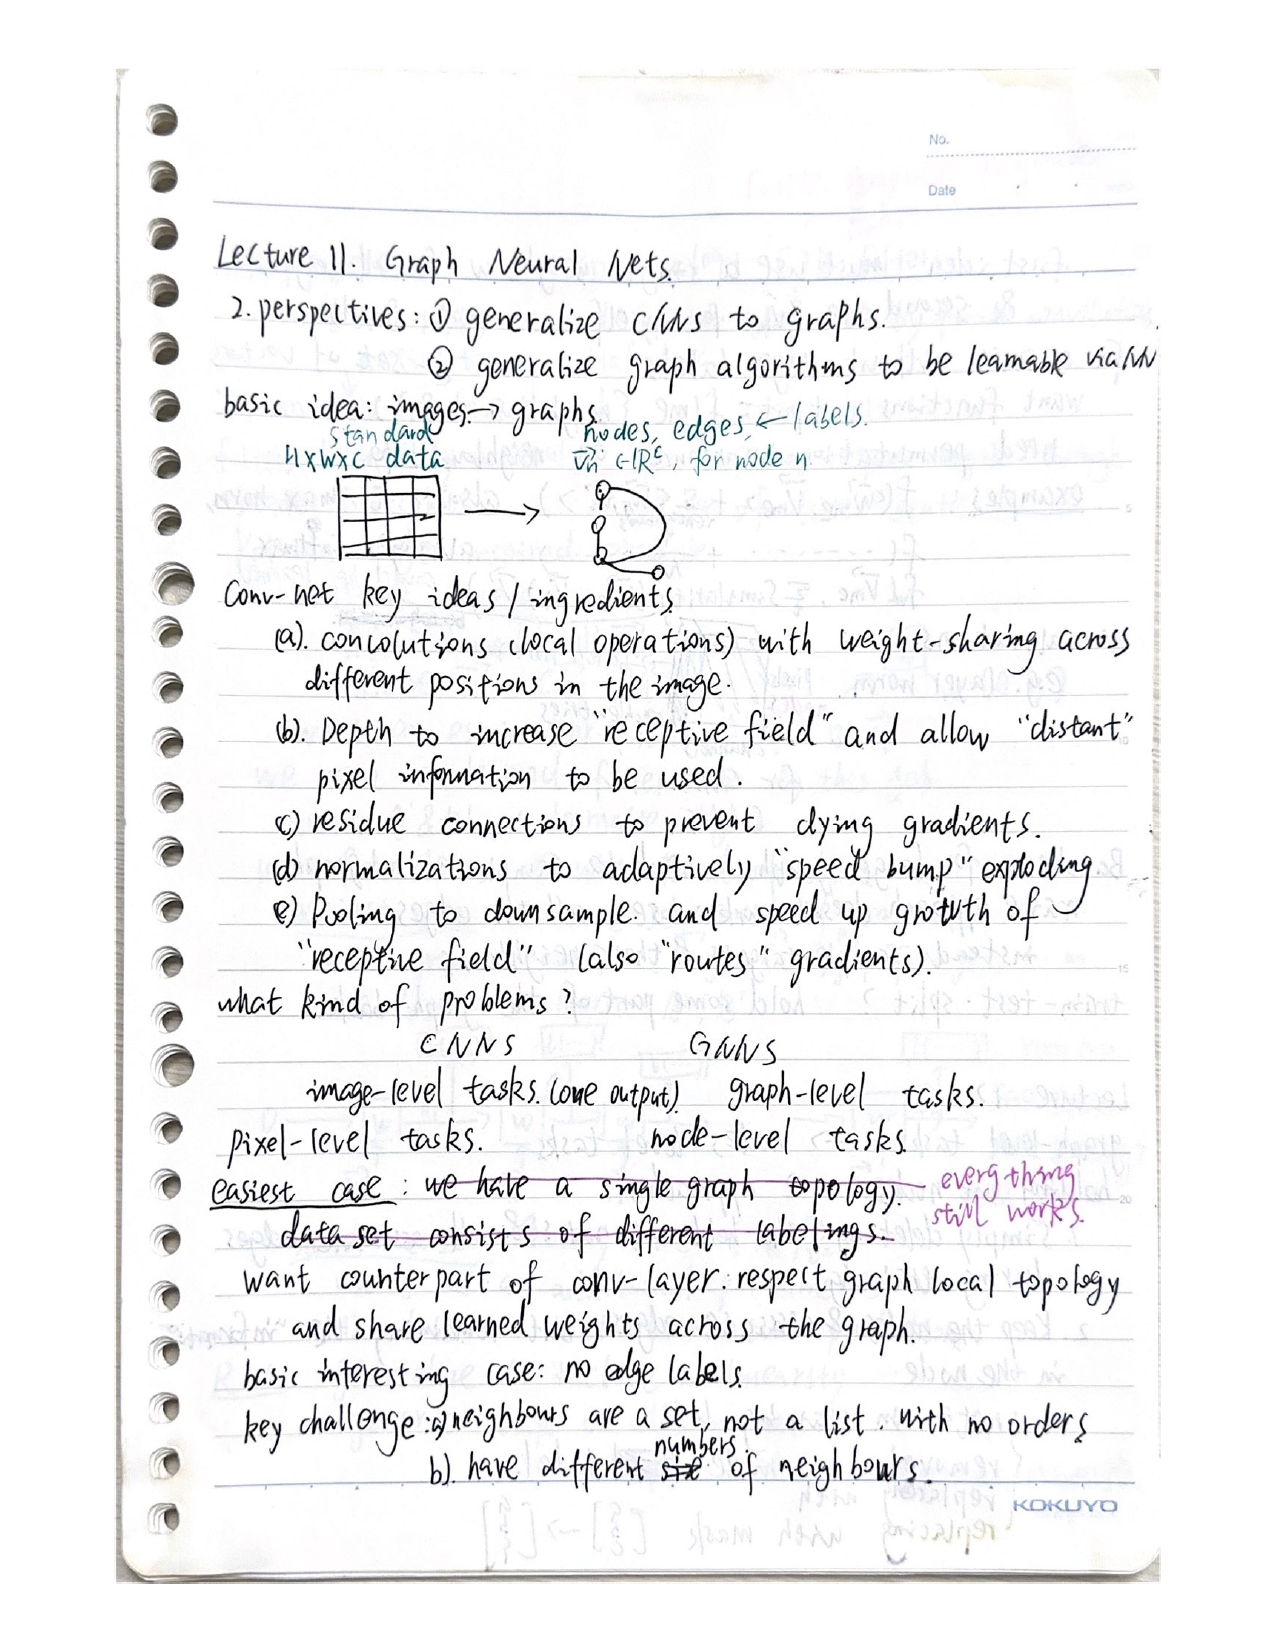 No.
Date
Lecture 11. Graph Neural Nets.
2. perspectives: ① generalize CNNs to graphs.
② generalize graph algorithms to be learnable via NN
basic idea: images → graphs.
standard nodes, edges, ← labels.
H×W×C data v⃗n ∈ ℝ^c, for node n
Conv-net key ideas / ingredients
(a). convolutions (local operations) with weight-sharing across
different positions in the image.
(b). Depth to increase "receptive field" and allow "distant"
pixel information to be used.
(c) residue connections to prevent dying gradients.
(d) normalizations to adaptively "speed bump" exploding
e) Pooling to downsample. and speed up growth of
"receptive field" (also "routes" gradients).
what kind of problems?
CNNS GNNS
image-level tasks. (one output) graph-level tasks.
pixel-level tasks. node-level tasks.
easiest case: we have a single graph topology. everything
still works.
data set consists of different labelings.
want counterpart of conv-layer: respect graph local topology
and share learned weights across the graph.
basic interesting case: no edge labels.
key challenge: a) neighbours are a set, not a list. with no orders
numbers.
b). have different size of neighbours.
KOKUYO